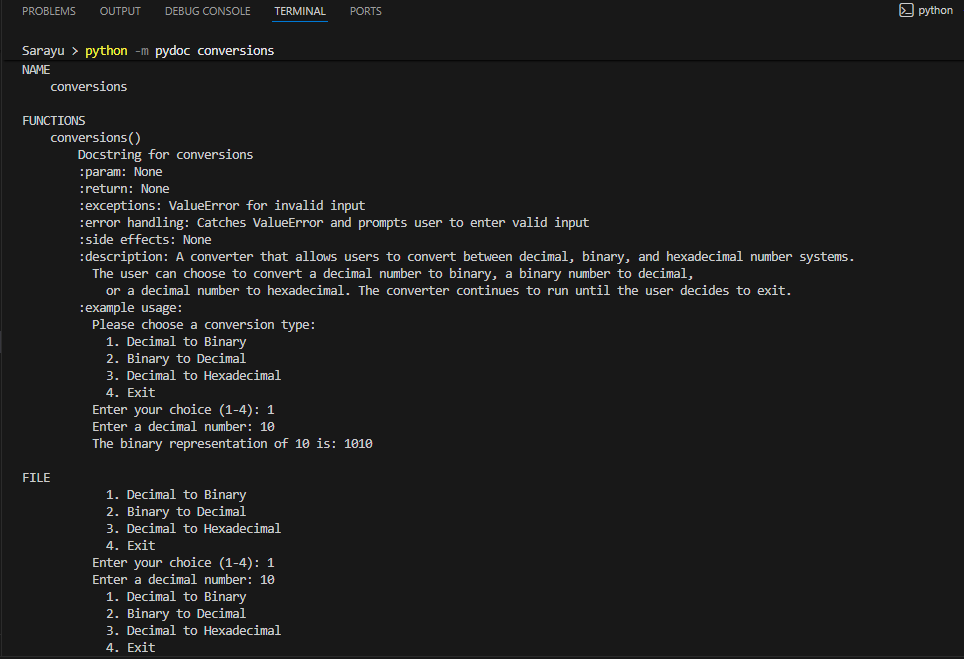 PROBLEMS OUTPUT DEBUG CONSOLE TERMINAL PORTS python
Sarayu > python -m pydoc conversions
NAME
    conversions

FUNCTIONS
    conversions()
        Docstring for conversions
        :param: None
        :return: None
        :exceptions: ValueError for invalid input
        :error handling: Catches ValueError and prompts user to enter valid input
        :side effects: None
        :description: A converter that allows users to convert between decimal, binary, and hexadecimal number systems.
          The user can choose to convert a decimal number to binary, a binary number to decimal,
            or a decimal number to hexadecimal. The converter continues to run until the user decides to exit.
        :example usage:
          Please choose a conversion type:
            1. Decimal to Binary
            2. Binary to Decimal
            3. Decimal to Hexadecimal
            4. Exit
          Enter your choice (1-4): 1
          Enter a decimal number: 10
          The binary representation of 10 is: 1010

FILE
            1. Decimal to Binary
            2. Binary to Decimal
            3. Decimal to Hexadecimal
            4. Exit
          Enter your choice (1-4): 1
          Enter a decimal number: 10
            1. Decimal to Binary
            2. Binary to Decimal
            3. Decimal to Hexadecimal
            4. Exit